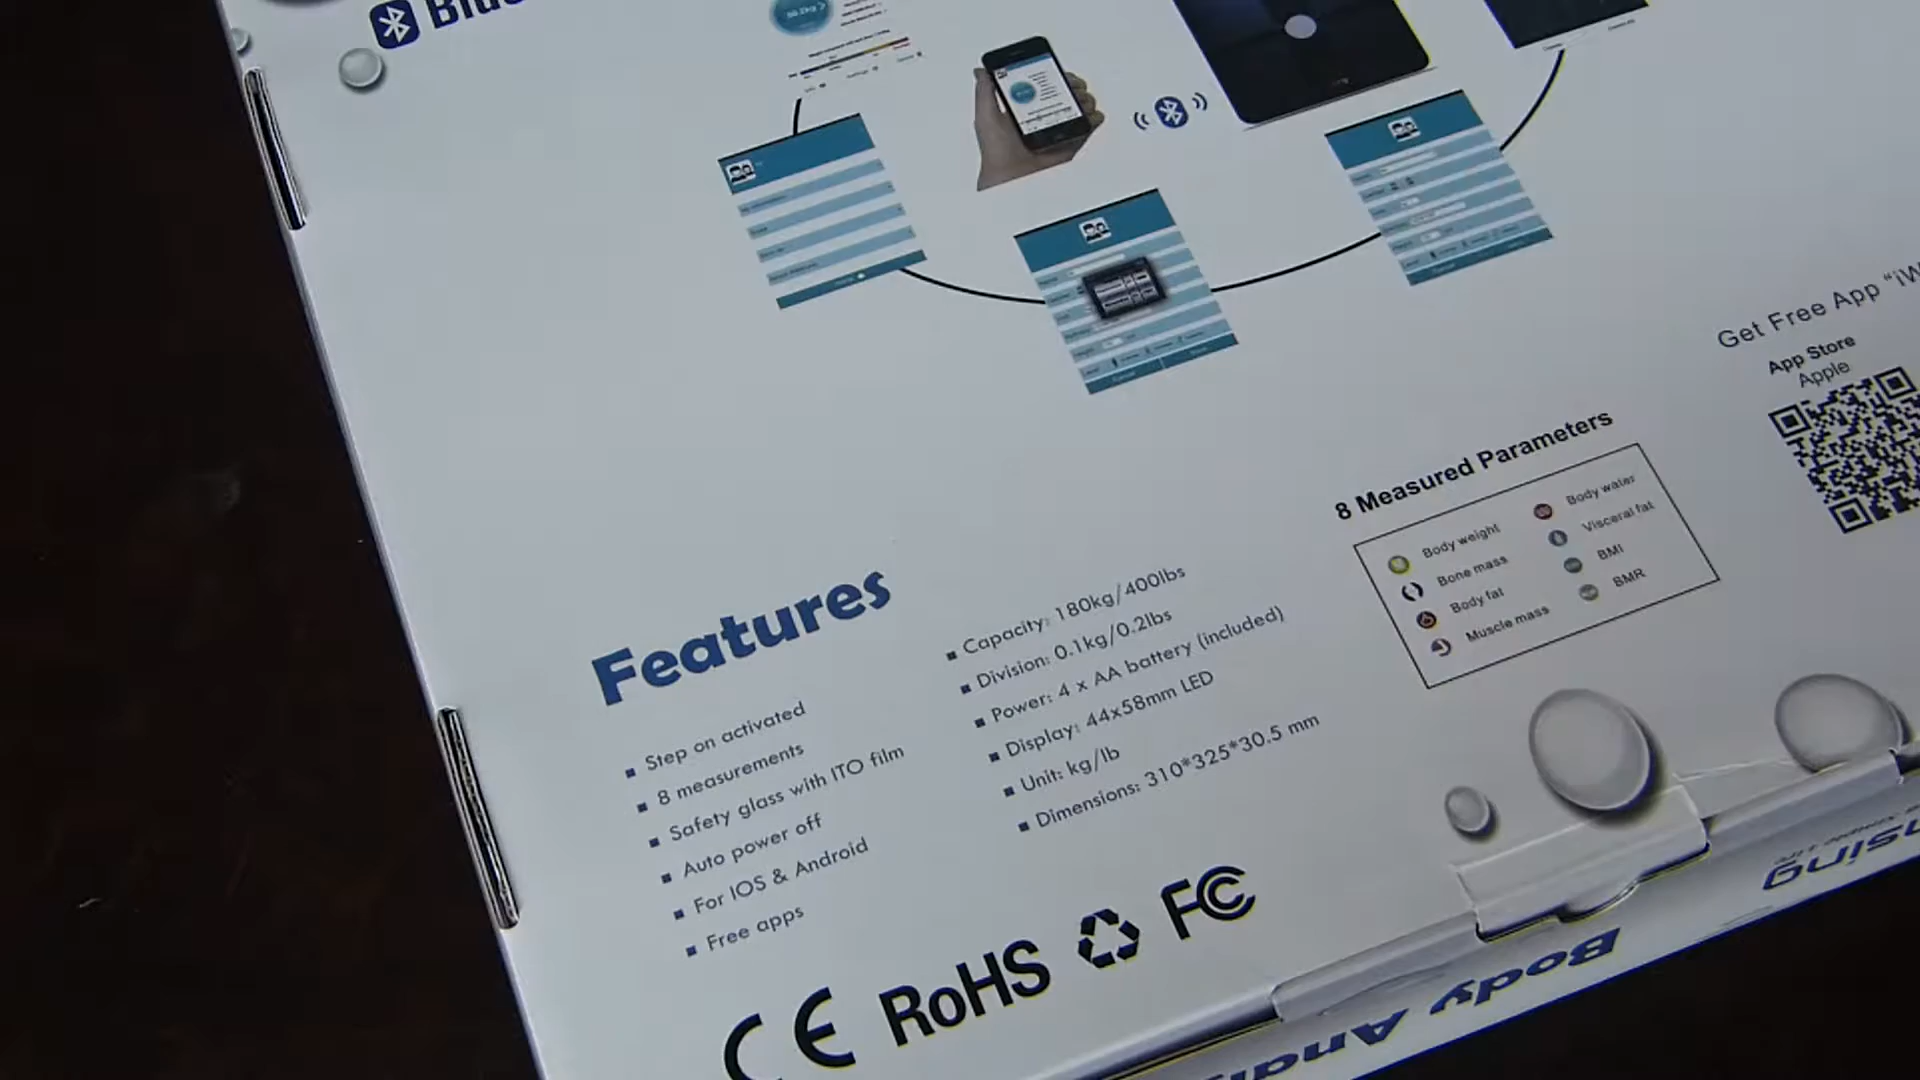 Get Free App "iW
App Store
Apple
8 Measured Parameters
Body weight
Bone mass
Body fat
Muscle mass
Body water
Visceral fat
BMI
BMR
Features
Step on activated
8 measurements
Safety glass with ITO film
Auto power off
For IOS & Android
Free apps
Capacity: 180kg/400lbs
Division: 0.1kg/0.2lbs
Power: 4 x AA battery (included)
Display: 44x58mm LED
Unit: kg/lb
Dimensions: 310*325*30.5 mm
CE RoHS FC
Body